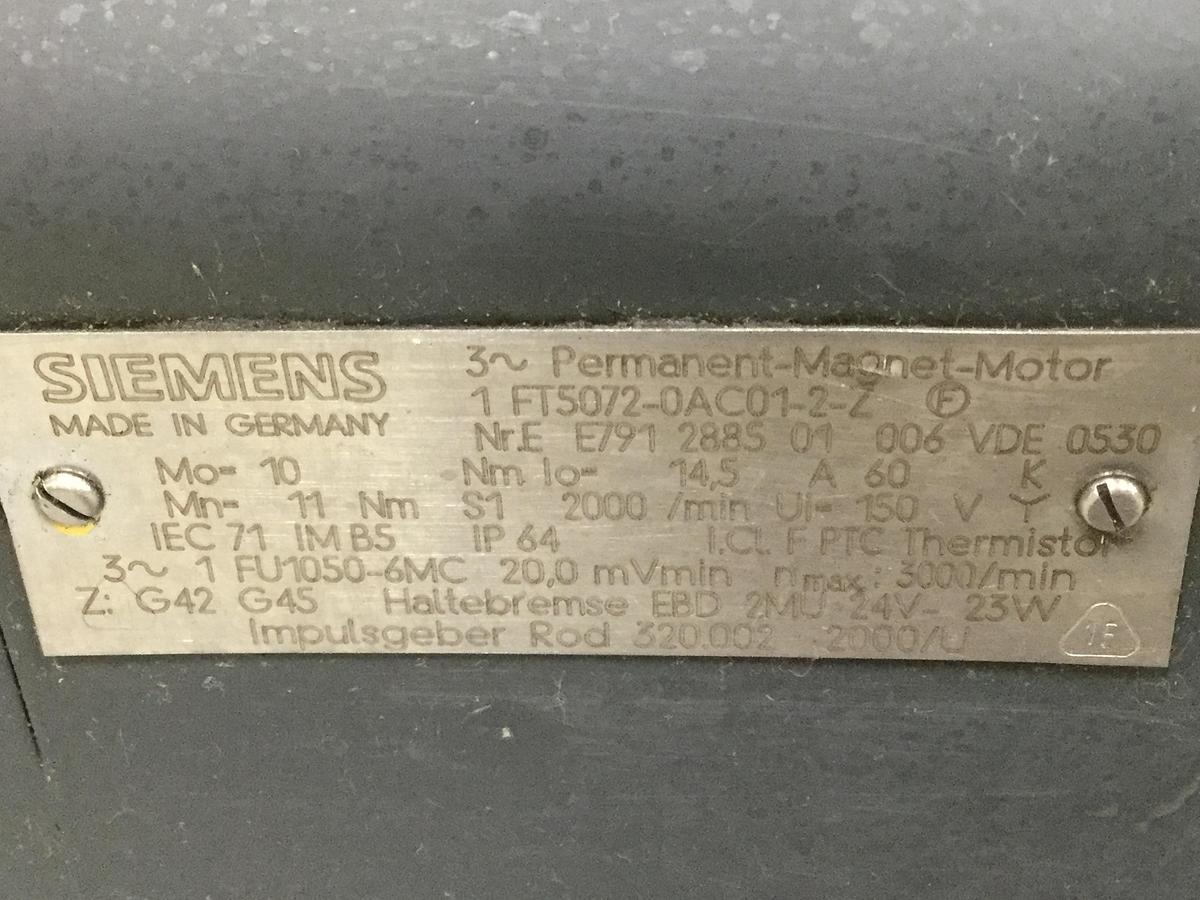 SIEMENS
MADE IN GERMANY
3~ Permanent-Magnet-Motor
1 FT5072-0AC01-2-Z F
Nr.E E791 2885 01 006 VDE 0530
Mo= 10 Nm Io= 14,5 A 60 K
Mn= 11 Nm S1 2000 /min Ui= 150 V Y
IEC 71 IM B5 IP 64 I.Cl. F PTC Thermistor
3~ 1 FU1050-6MC 20,0 mVmin nmax: 3000/min
Z: G42 G45 Haltebremse EBD 2MU 24V- 23W
Impulsgeber Rod 320.002 2000/U
1F